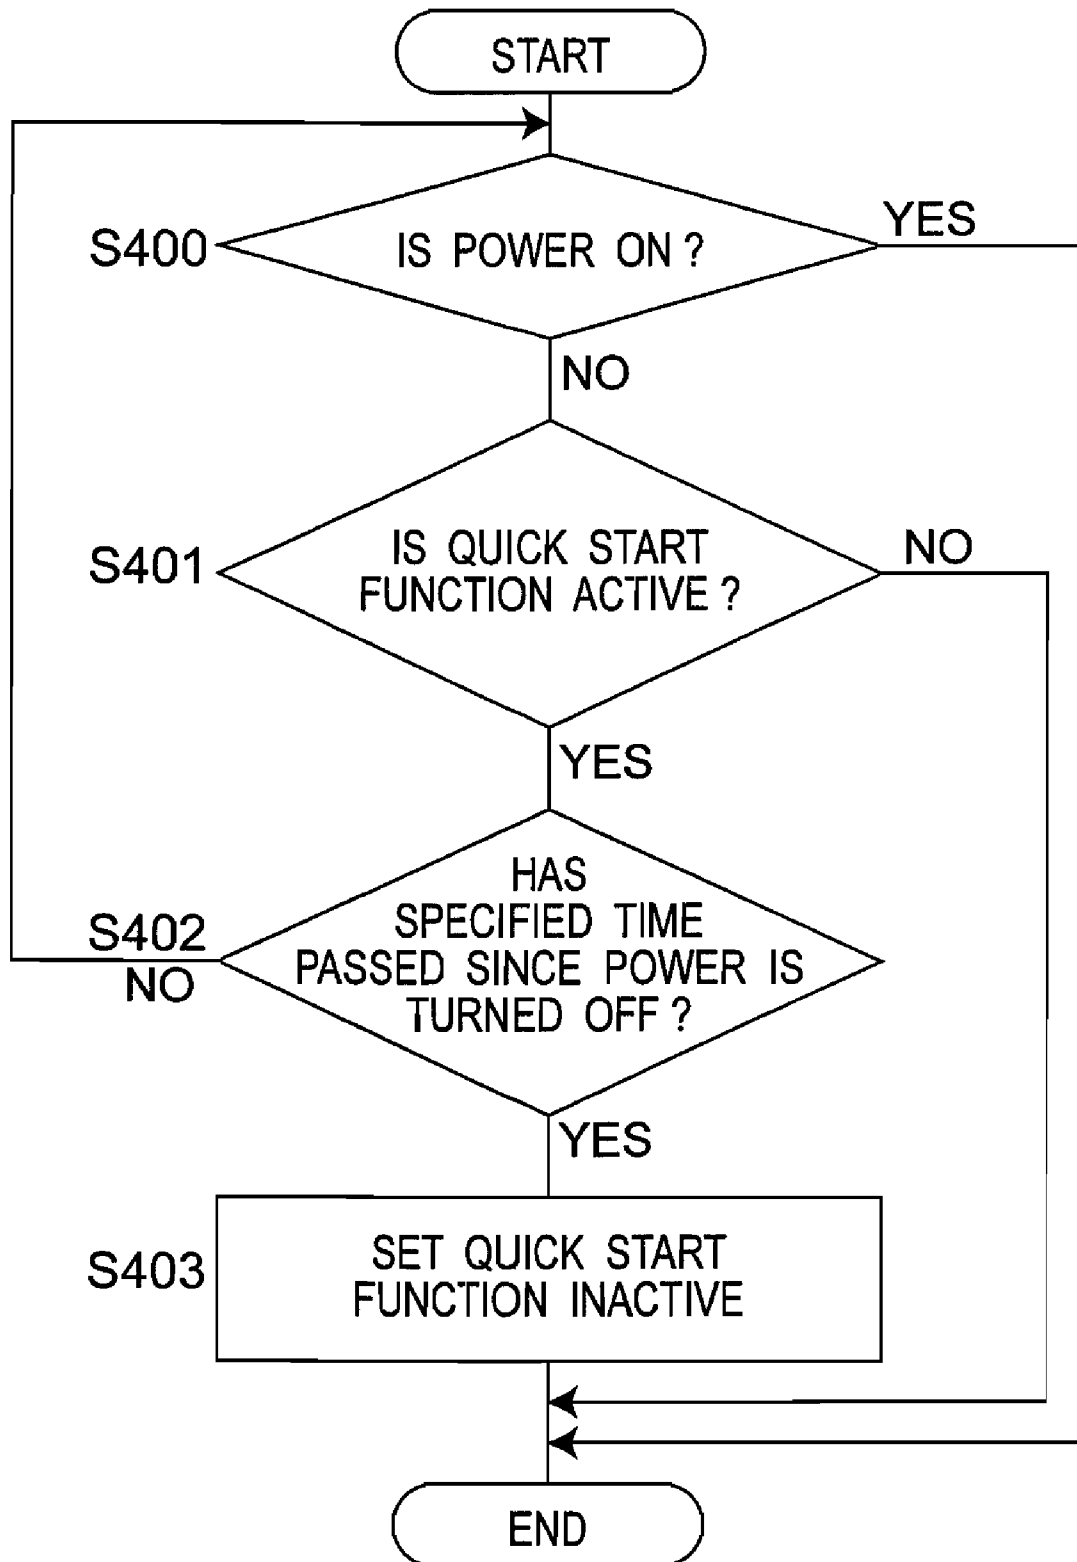 START
S400
IS POWER ON ?
YES
NO
S401
IS QUICK START
FUNCTION ACTIVE ?
NO
YES
S402
NO
HAS
SPECIFIED TIME
PASSED SINCE POWER IS
TURNED OFF ?
YES
S403
SET QUICK START
FUNCTION INACTIVE
END